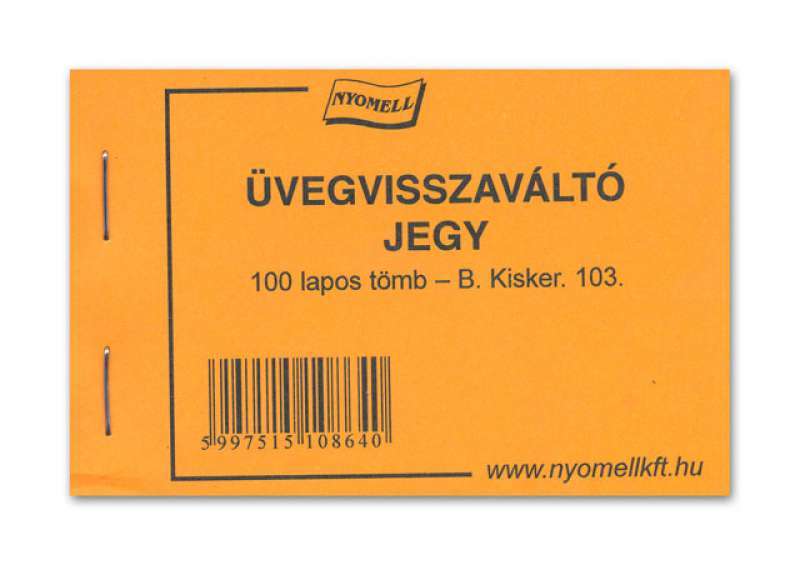 NYOMELL
ÜVEGVISSZAVÁLTÓ
JEGY
100 lapos tömb – B. Kisker. 103.
5 997515 108640
www.nyomellkft.hu